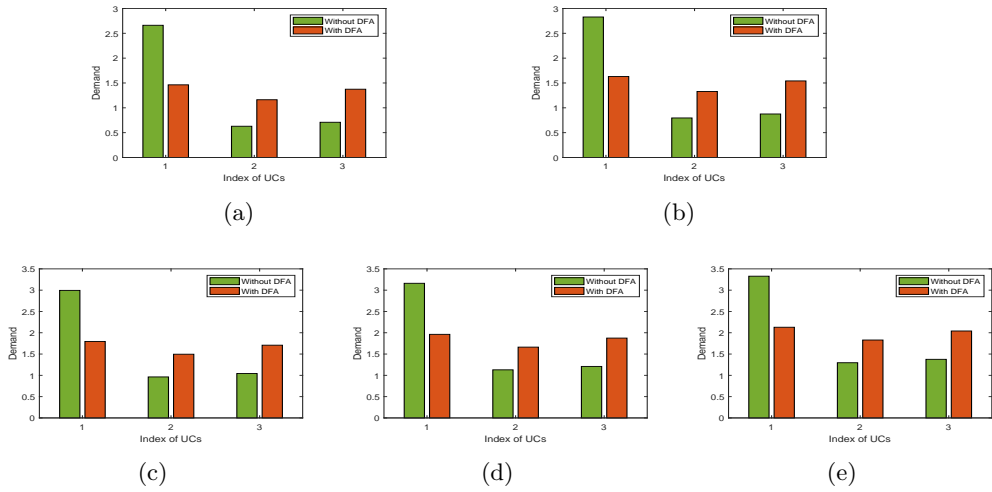 3
2.5
2
1.5
1
0.5
0
Demand
Without DFA
With DFA
1 2 3
Index of UCs
(a)
3
2.5
2
1.5
1
0.5
0
Demand
Without DFA
With DFA
1 2 3
Index of UCs
(b)
3.5
3
2.5
2
1.5
1
0.5
0
Demand
Without DFA
With DFA
1 2 3
Index of UCs
(c)
3.5
3
2.5
2
1.5
1
0.5
0
Demand
Without DFA
With DFA
1 2 3
Index of UCs
(d)
3.5
3
2.5
2
1.5
1
0.5
0
Demand
Without DFA
With DFA
1 2 3
Index of UCs
(e)